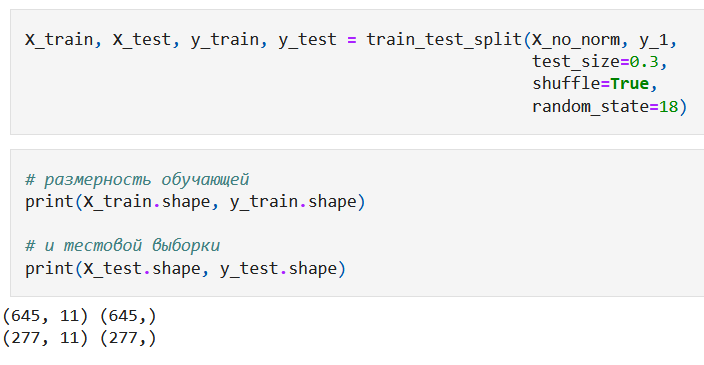 X_train, X_test, y_train, y_test = train_test_split(X_no_norm, y_1,
test_size=0.3,
shuffle=True,
random_state=18)
# размерность обучающей
print(X_train.shape, y_train.shape)
# и тестовой выборки
print(X_test.shape, y_test.shape)
(645, 11) (645,)
(277, 11) (277,)